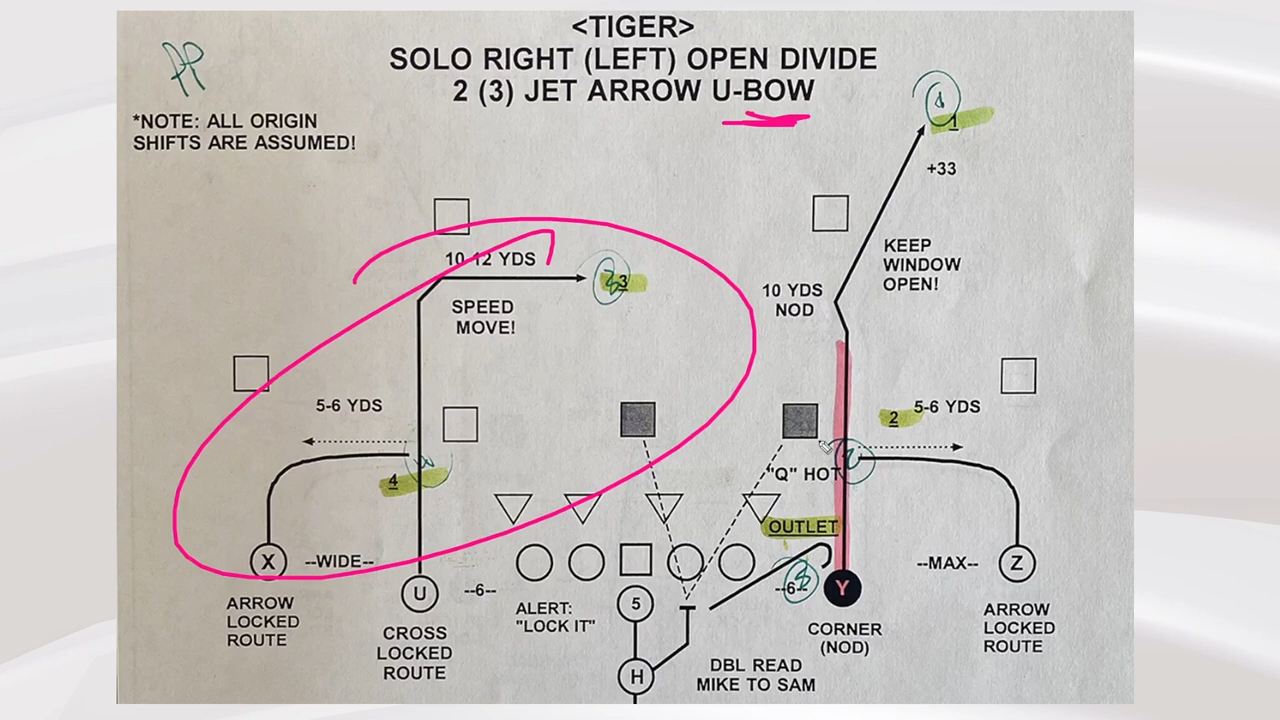 <TIGER>
SOLO RIGHT (LEFT) OPEN DIVIDE
2 (3) JET ARROW U-BOW
*NOTE: ALL ORIGIN
SHIFTS ARE ASSUMED!
1
1
+33
KEEP
WINDOW
OPEN!
10-12 YDS
3
3
SPEED
MOVE!
10 YDS
NOD
5-6 YDS
2
5-6 YDS
4
"Q" HOT
2
OUTLET
X
--WIDE--
U
--6--
ALERT:
"LOCK IT"
5
--6--
Y
--MAX--
Z
ARROW
LOCKED
ROUTE
CROSS
LOCKED
ROUTE
H
DBL READ
MIKE TO SAM
CORNER
(NOD)
ARROW
LOCKED
ROUTE